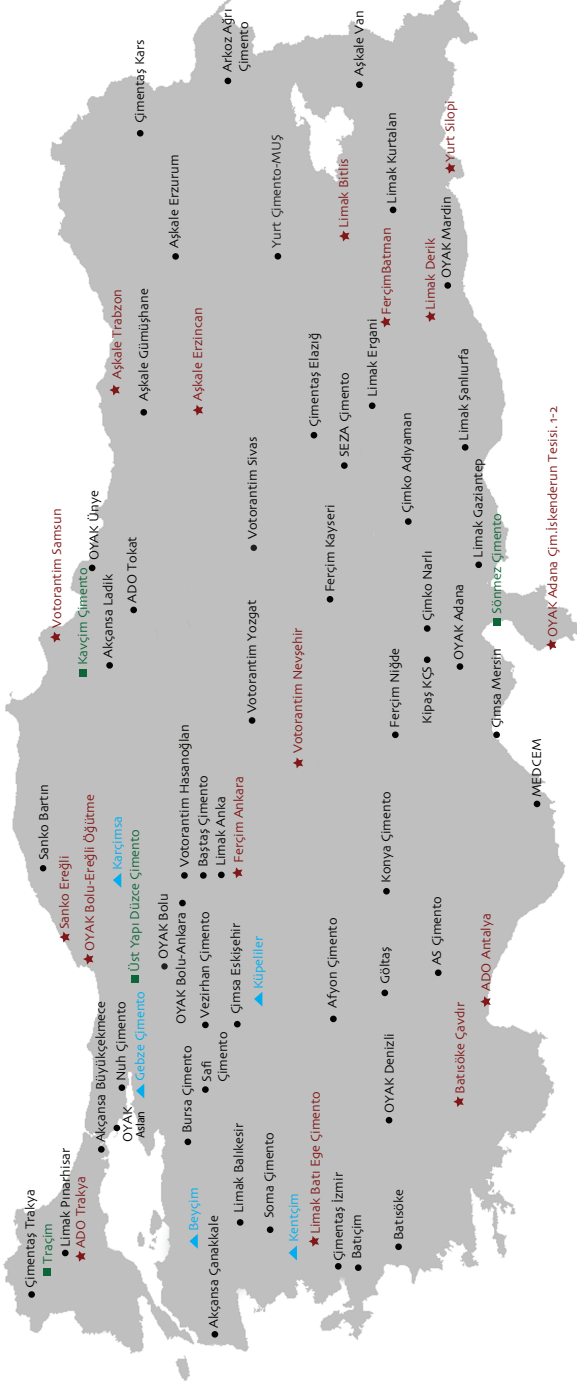 Çimentaş Trakya
Traçim
Limak Pınarhisar
ADO Trakya
Akçansa Büyükçekmece
OYAK
Aslan
Nuh Çimento
Gebze Çimento
Sanko Bartın
Sanko Ereğli
OYAK Bolu-Ereğli Öğütme
Karçimsa
Üst Yapı Düzce Çimento
OYAK Bolu
Votorantim Samsun
Kavçim Çimento
OYAK Ünye
Akçansa Ladik
ADO Tokat
Aşkale Trabzon
Aşkale Gümüşhane
Aşkale Erzincan
Aşkale Erzurum
Çimentaş Kars
Arkoz Ağrı
Çimento
Beyçim
Akçansa Çanakkale
Bursa Çimento
Limak Balıkesir
Safi
Çimento
Vezirhan Çimento
OYAK Bolu-Ankara
Votorantim Hasanoğlan
Baştaş Çimento
Limak Anka
Ferçim Ankara
Çimsa Eskişehir
Küpeliler
Soma Çimento
Kentçim
Limak Batı Ege Çimento
Çimentaş İzmir
Batıçim
Batısöke
Afyon Çimento
OYAK Denizli
Göltaş
Konya Çimento
AS Çimento
Batısöke Çavdır
ADO Antalya
Votorantim Yozgat
Votorantim Sivas
Votorantim Nevşehir
Ferçim Kayseri
Ferçim Niğde
Kipaş KÇS
Çimko Narlı
OYAK Adana
Çimsa Mersin
MEDCEM
Sönmez Çimento
OYAK Adana Çim.İskenderun Tesisi. 1-2
Çimentaş Elazığ
SEZA Çimento
Çimko Adıyaman
Limak Ergani
Limak Gaziantep
Limak Şanlıurfa
Yurt Çimento-MUŞ
Limak Bitlis
Aşkale Van
FerçimBatman
Limak Kurtalan
Limak Derik
OYAK Mardin
Yurt Silopi